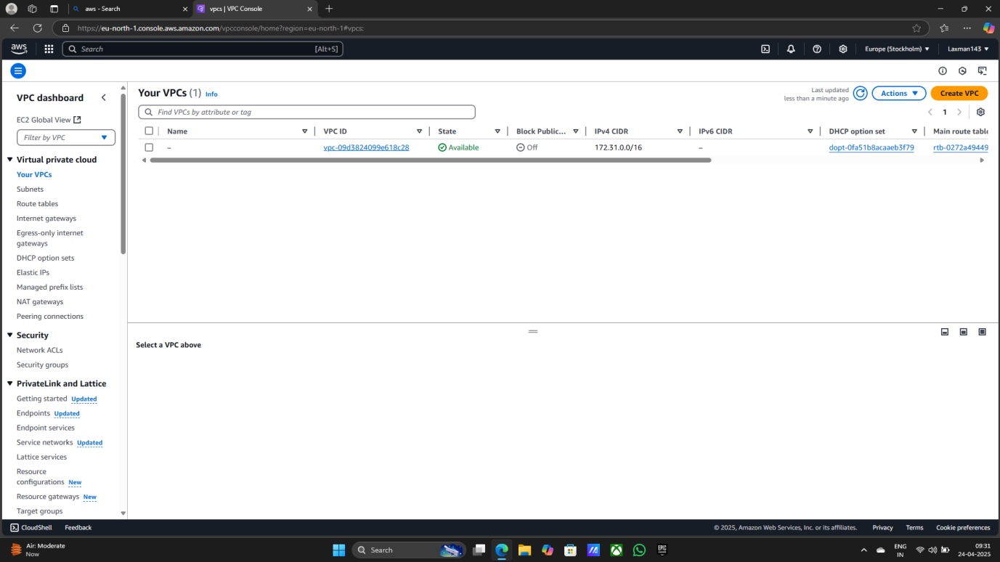 aws - Search
vpcs | VPC Console
https://eu-north-1.console.aws.amazon.com/vpcconsole/home?region=eu-north-1#vpcs:
aws
Search
[Alt+S]
Europe (Stockholm)
Laxman143
VPC dashboard
EC2 Global View
Filter by VPC
Virtual private cloud
Your VPCs
Subnets
Route tables
Internet gateways
Egress-only internet
gateways
DHCP option sets
Elastic IPs
Managed prefix lists
NAT gateways
Peering connections
Security
Network ACLs
Security groups
PrivateLink and Lattice
Getting started Updated
Endpoints Updated
Endpoint services
Service networks Updated
Lattice services
Resource
configurations New
Resource gateways New
Target groups
Your VPCs (1) Info
Last updated
less than a minute ago
Actions
Create VPC
Find VPCs by attribute or tag
1
Name VPC ID State Block Public... IPv4 CIDR IPv6 CIDR DHCP option set Main route table
– vpc-09d3824099e618c28 Available Off 172.31.0.0/16 – dopt-0fa51b8acaaeb3f79 rtb-0272a49449
Select a VPC above
CloudShell Feedback
© 2025, Amazon Web Services, Inc. or its affiliates. Privacy Terms Cookie preferences
Air: Moderate
Now
Search
EPIC
ENG
IN
09:31
24-04-2025